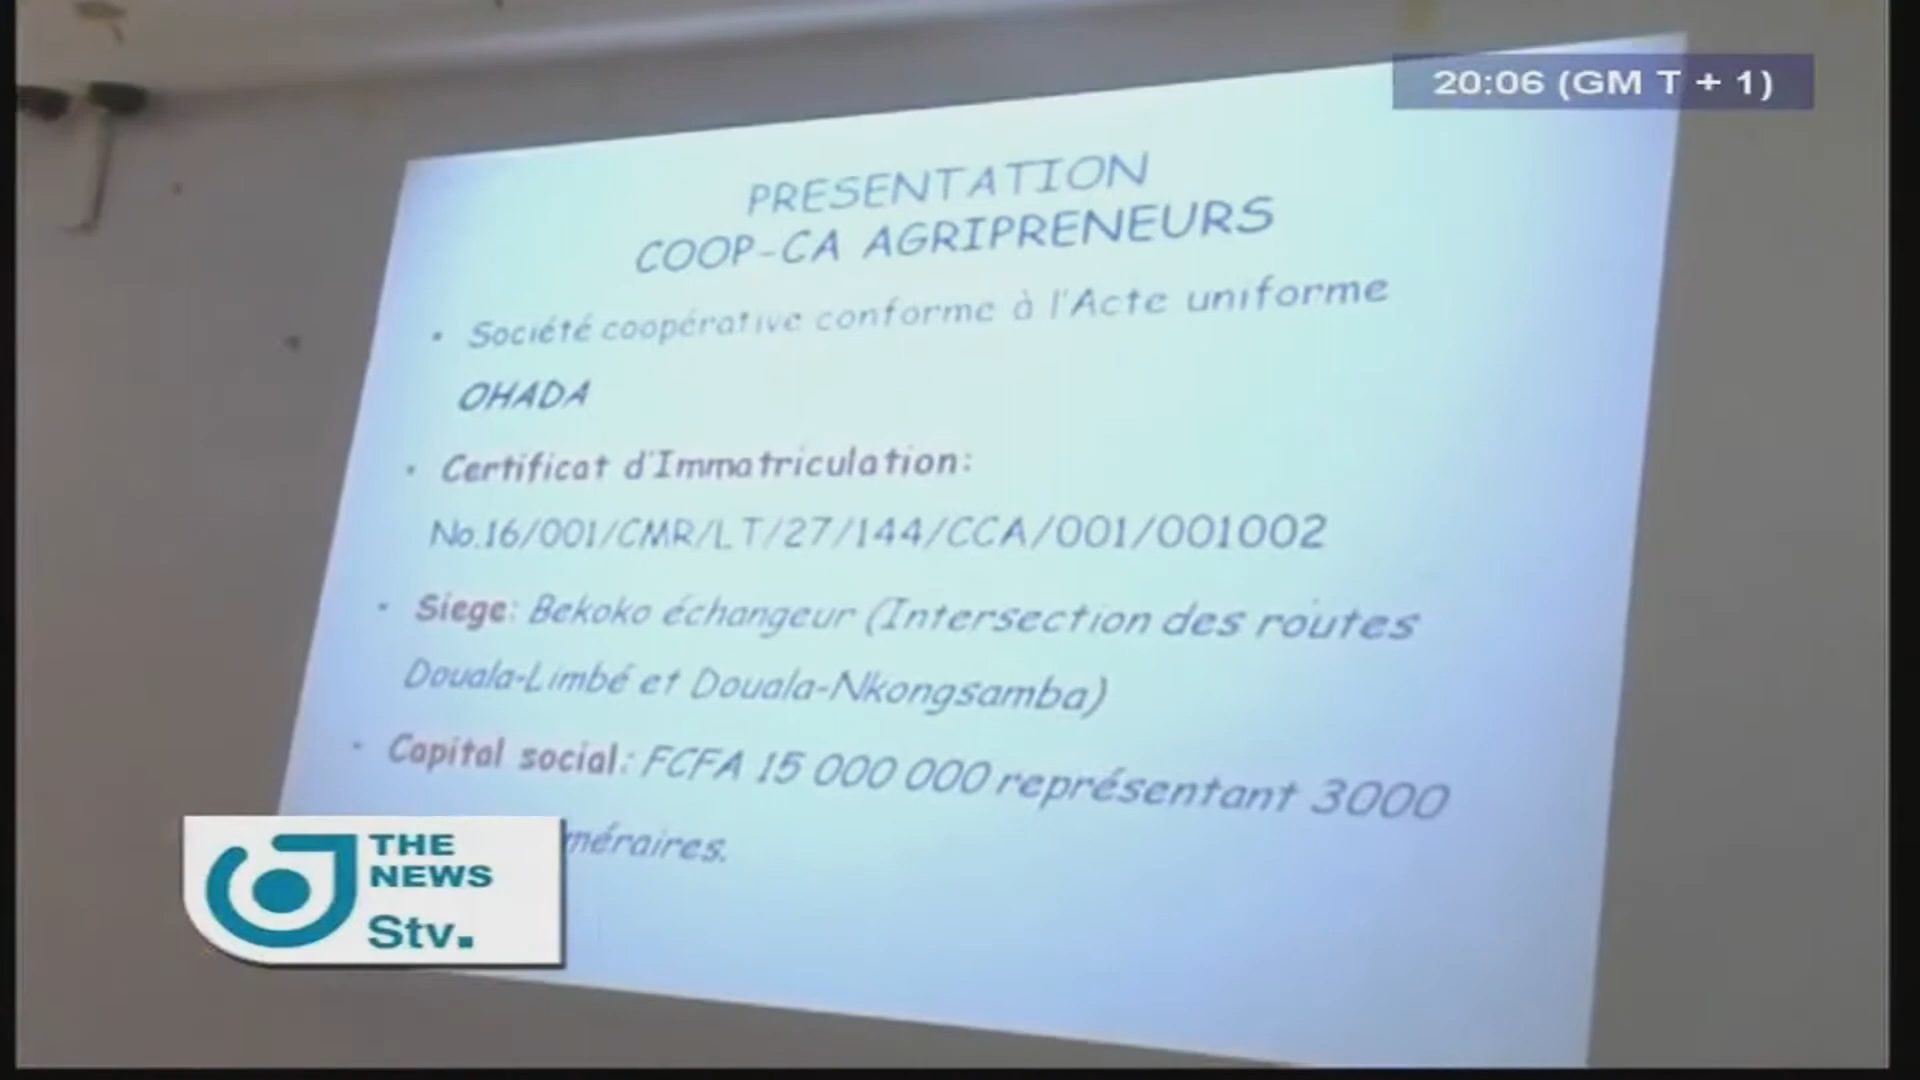 20:06 (GM T + 1)
PRESENTATION
COOP-CA AGRIPRENEURS
• Société coopérative conforme à l'Acte uniforme
OHADA
• Certificat d'Immatriculation:
No.16/001/CMR/LT/27/144/CCA/001/001002
• Siege: Bekoko échangeur (Intersection des routes
Douala-Limbé et Douala-Nkongsamba)
• Capital social: FCFA 15 000 000 représentant 3000
méraires.
THE
NEWS
Stv.